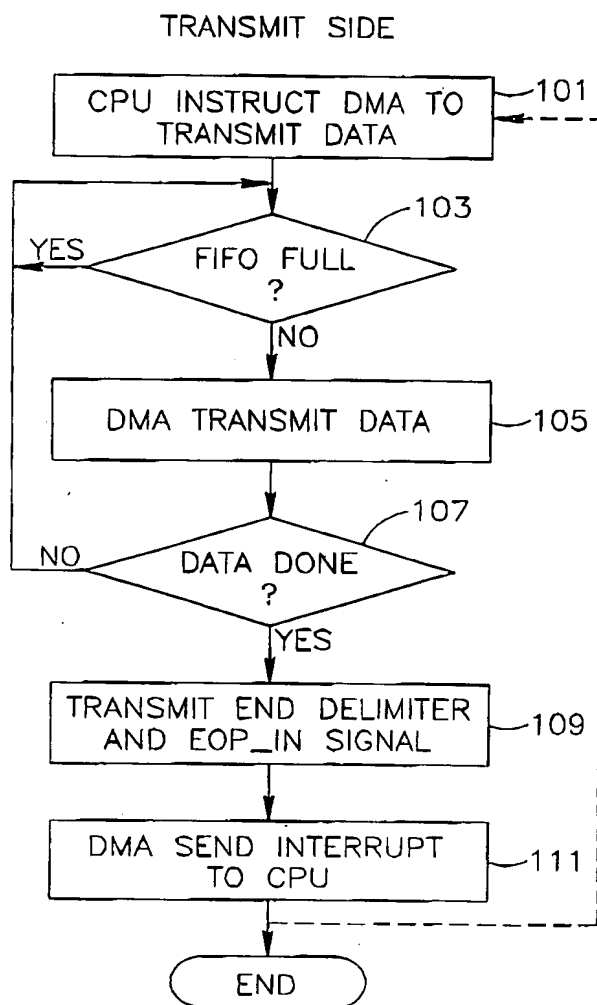 TRANSMIT SIDE
CPU INSTRUCT DMA TO
TRANSMIT DATA
101
103
YES
FIFO FULL
?
NO
DMA TRANSMIT DATA
105
107
NO
DATA DONE
?
YES
TRANSMIT END DELIMITER
AND EOP_IN SIGNAL
109
DMA SEND INTERRUPT
TO CPU
111
END